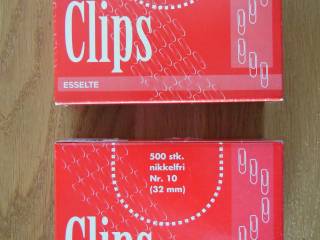 Clips
ESSELTE
500 stk.
nikkelfri
Nr. 10
(32 mm)
Clips